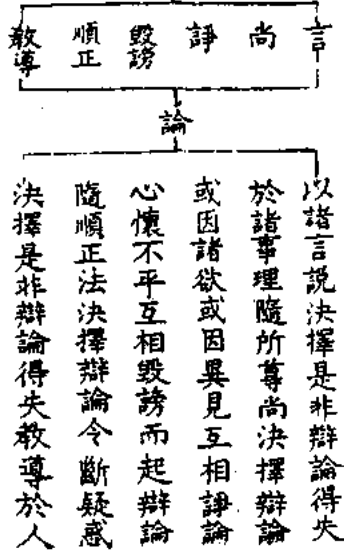 言
尚
諍
毀謗
順正
教導
論
以諸言說決擇是非辯論得失
於諸事理隨所尊尚決擇辯論
或因諸欲或因異見互相諍論
心懷不平互相毀謗而起辯論
隨順正法決擇辯論令斷疑惑
決擇是非辯論得失教導於人